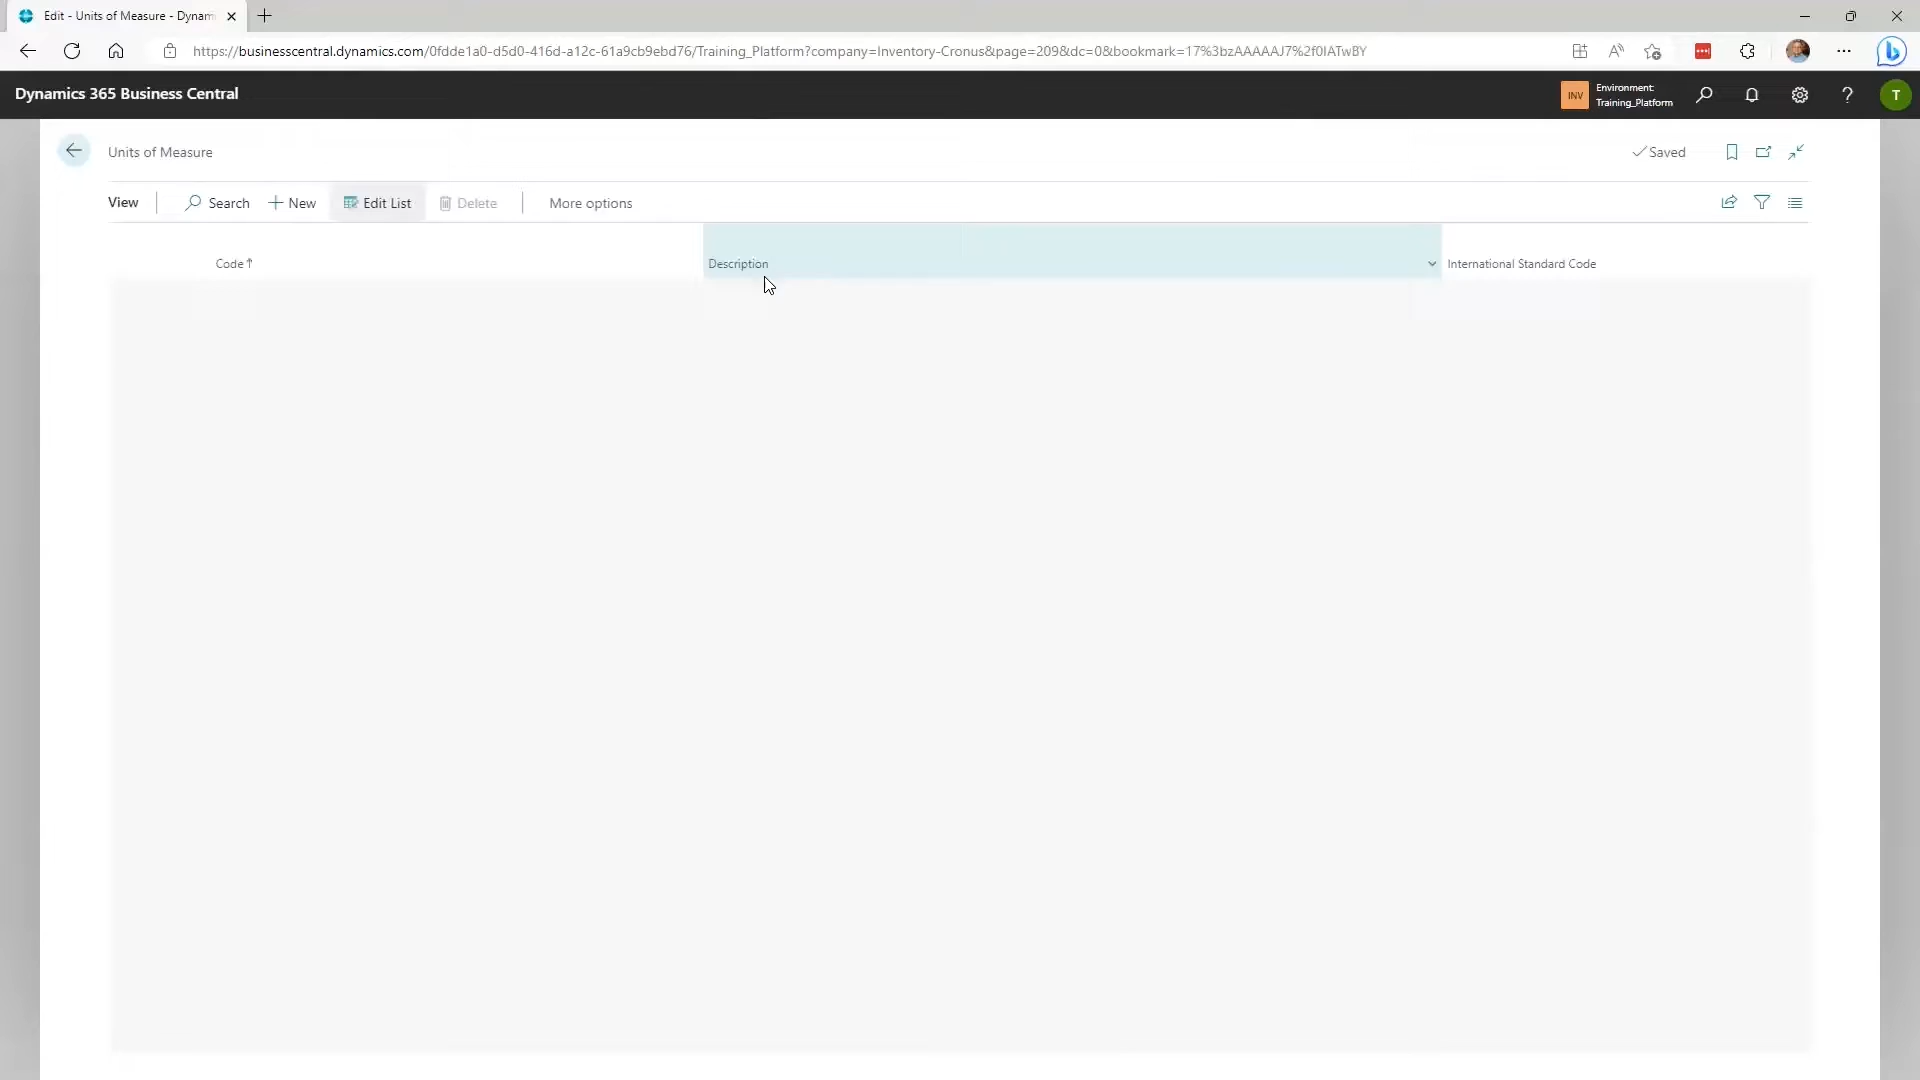 Edit - Units of Measure - Dynam
https://businesscentral.dynamics.com/0fdde1a0-d5d0-416d-a12c-61a9cb9ebd76/Training_Platform?company=Inventory-Cronus&page=209&dc=0&bookmark=17%3bzAAAAAJ7%2f0IATwBY
Dynamics 365 Business Central
INV
Environment:
Training_Platform
T
Units of Measure
Saved
View
Search
New
Edit List
Delete
More options
Code
Description
International Standard Code